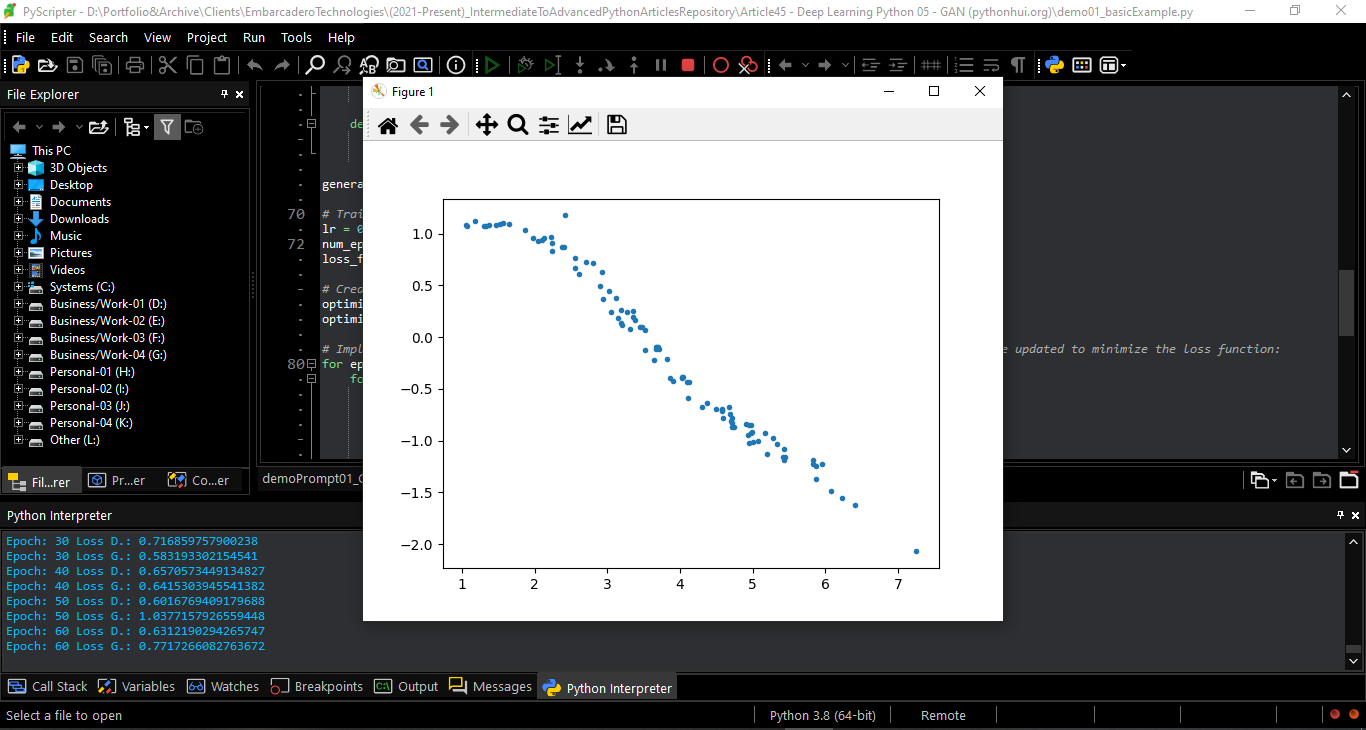 PyScripter - D:\Portfolio&Archive\Clients\EmbarcaderoTechnologies\(2021-Present)_IntermediateToAdvancedPythonArticlesRepository\Article45 - Deep Learning Python 05 - GAN (pythonhui.org)\demo01_basicExample.py
File Edit Search View Project Run Tools Help
File Explorer
This PC
3D Objects
Desktop
Documents
Downloads
Music
Pictures
Videos
Systems (C:)
Business/Work-01 (D:)
Business/Work-02 (E:)
Business/Work-03 (F:)
Business/Work-04 (G:)
Personal-01 (H:)
Personal-02 (I:)
Personal-03 (J:)
Personal-04 (K:)
Other (L:)
Fil...rer Pr...er Co...er
de
genera
70 # Trai
lr = 0
72 num_ep
loss_f
# Crea
optimi
optimi
# Impl
e updated to minimize the loss function:
80 for ep
fo
demoPrompt01_
Figure 1
1.0
0.5
0.0
−0.5
−1.0
−1.5
−2.0
1 2 3 4 5 6 7
Python Interpreter
Epoch: 30 Loss D.: 0.716859757900238
Epoch: 30 Loss G.: 0.583193302154541
Epoch: 40 Loss D.: 0.6570573449134827
Epoch: 40 Loss G.: 0.6415303945541382
Epoch: 50 Loss D.: 0.6016769409179688
Epoch: 50 Loss G.: 1.0377157926559448
Epoch: 60 Loss D.: 0.6312190294265747
Epoch: 60 Loss G.: 0.7717266082763672
Call Stack Variables Watches Breakpoints Output Messages Python Interpreter
Select a file to open
Python 3.8 (64-bit)
Remote